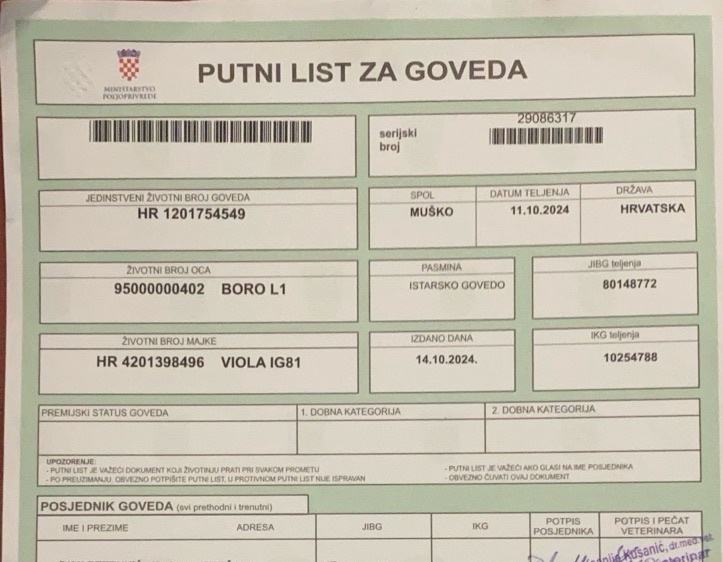 MINISTARSTVO
POLJOPRIVREDE
PUTNI LIST ZA GOVEDA
serijski
broj
29086317
JEDINSTVENI ŽIVOTNI BROJ GOVEDA
HR 1201754549
SPOL
MUŠKO
DATUM TELJENJA
11.10.2024
DRŽAVA
HRVATSKA
ŽIVOTNI BROJ OCA
95000000402 BORO L1
PASMINA
ISTARSKO GOVEDO
JIBG teljenja
80148772
ŽIVOTNI BROJ MAJKE
HR 4201398496 VIOLA IG81
IZDANO DANA
14.10.2024.
IKG teljenja
10254788
PREMIJSKI STATUS GOVEDA
1. DOBNA KATEGORIJA
2. DOBNA KATEGORIJA
UPOZORENJE:
- PUTNI LIST JE VAŽEĆI DOKUMENT KOJI ŽIVOTINJU PRATI PRI SVAKOM PROMETU
- PO PREUZIMANJU, OBVEZNO POTPIŠITE PUTNI LIST, U PROTIVNOM PUTNI LIST NIJE ISPRAVAN
- PUTNI LIST JE VAŽEĆI AKO GLASI NA IME POSJEDNIKA
- OBVEZNO ČUVATI OVAJ DOKUMENT
POSJEDNIK GOVEDA (svi prethodni i trenutni)
IME I PREZIME
ADRESA
JIBG
IKG
POTPIS
POSJEDNIKA
POTPIS I PEČAT
VETERINARA
Kusanić, dr.med.vet.